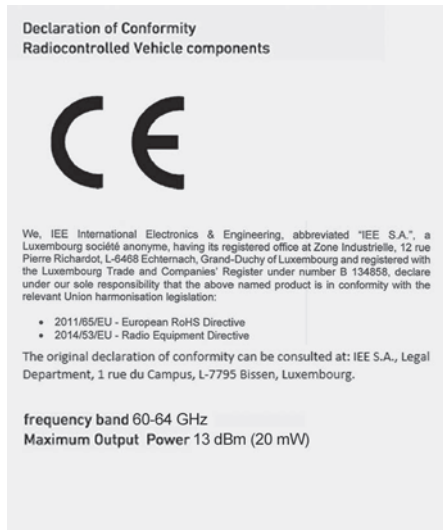 Declaration of Conformity
Radiocontrolled Vehicle components
CE
We, IEE International Electronics & Engineering, abbreviated "IEE S.A.", a
Luxembourg société anonyme, having its registered office at Zone Industrielle, 12 rue
Pierre Richardot, L-6468 Echternach, Grand-Duchy of Luxembourg and registered with
the Luxembourg Trade and Companies' Register under number B 134858, declare
under our sole responsibility that the above named product is in conformity with the
relevant Union harmonisation legislation:
• 2011/65/EU - European RoHS Directive
• 2014/53/EU - Radio Equipment Directive
The original declaration of conformity can be consulted at: IEE S.A., Legal
Department, 1 rue du Campus, L-7795 Bissen, Luxembourg.
frequency band 60-64 GHz
Maximum Output Power 13 dBm (20 mW)